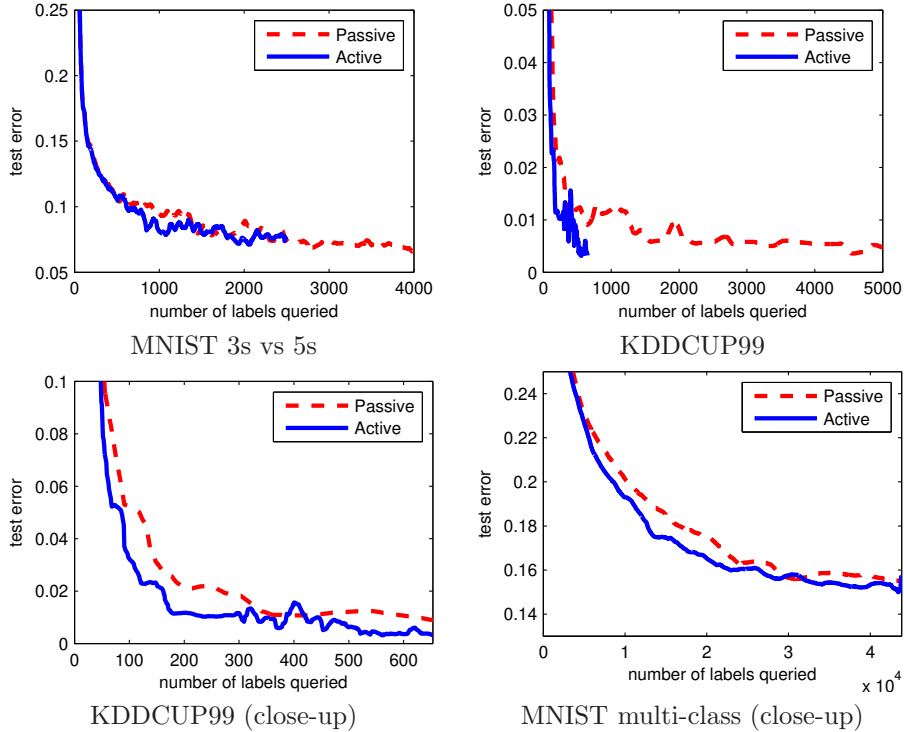 0.25
0.2
0.15
0.1
0.05
test error
Passive
Active
0 1000 2000 3000 4000
number of labels queried
MNIST 3s vs 5s
0.05
0.04
0.03
0.02
0.01
0
test error
Passive
Active
0 1000 2000 3000 4000 5000
number of labels queried
KDDCUP99
0.1
0.08
0.06
0.04
0.02
0
test error
Passive
Active
100 200 300 400 500 600
number of labels queried
KDDCUP99 (close-up)
0.24
0.22
0.2
0.18
0.16
0.14
test error
Passive
Active
0 1 2 3 4
x 10^4
number of labels queried
MNIST multi-class (close-up)